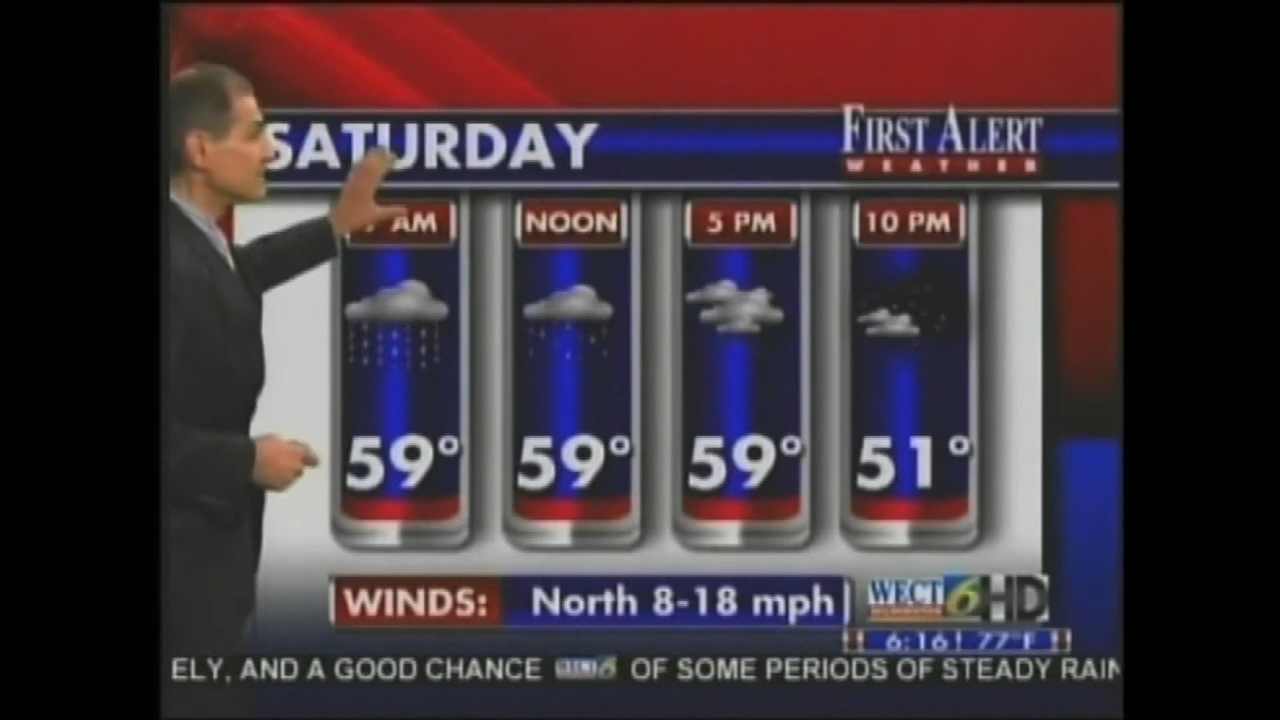 SATURDAY
FIRST ALERT
WEATHER
AM
NOON
5 PM
10 PM
59°
59°
59°
51°
WINDS: North 8-18 mph
WECT 6 HD
6:16 77°F
ELY, AND A GOOD CHANCE WECT6 OF SOME PERIODS OF STEADY RAIN